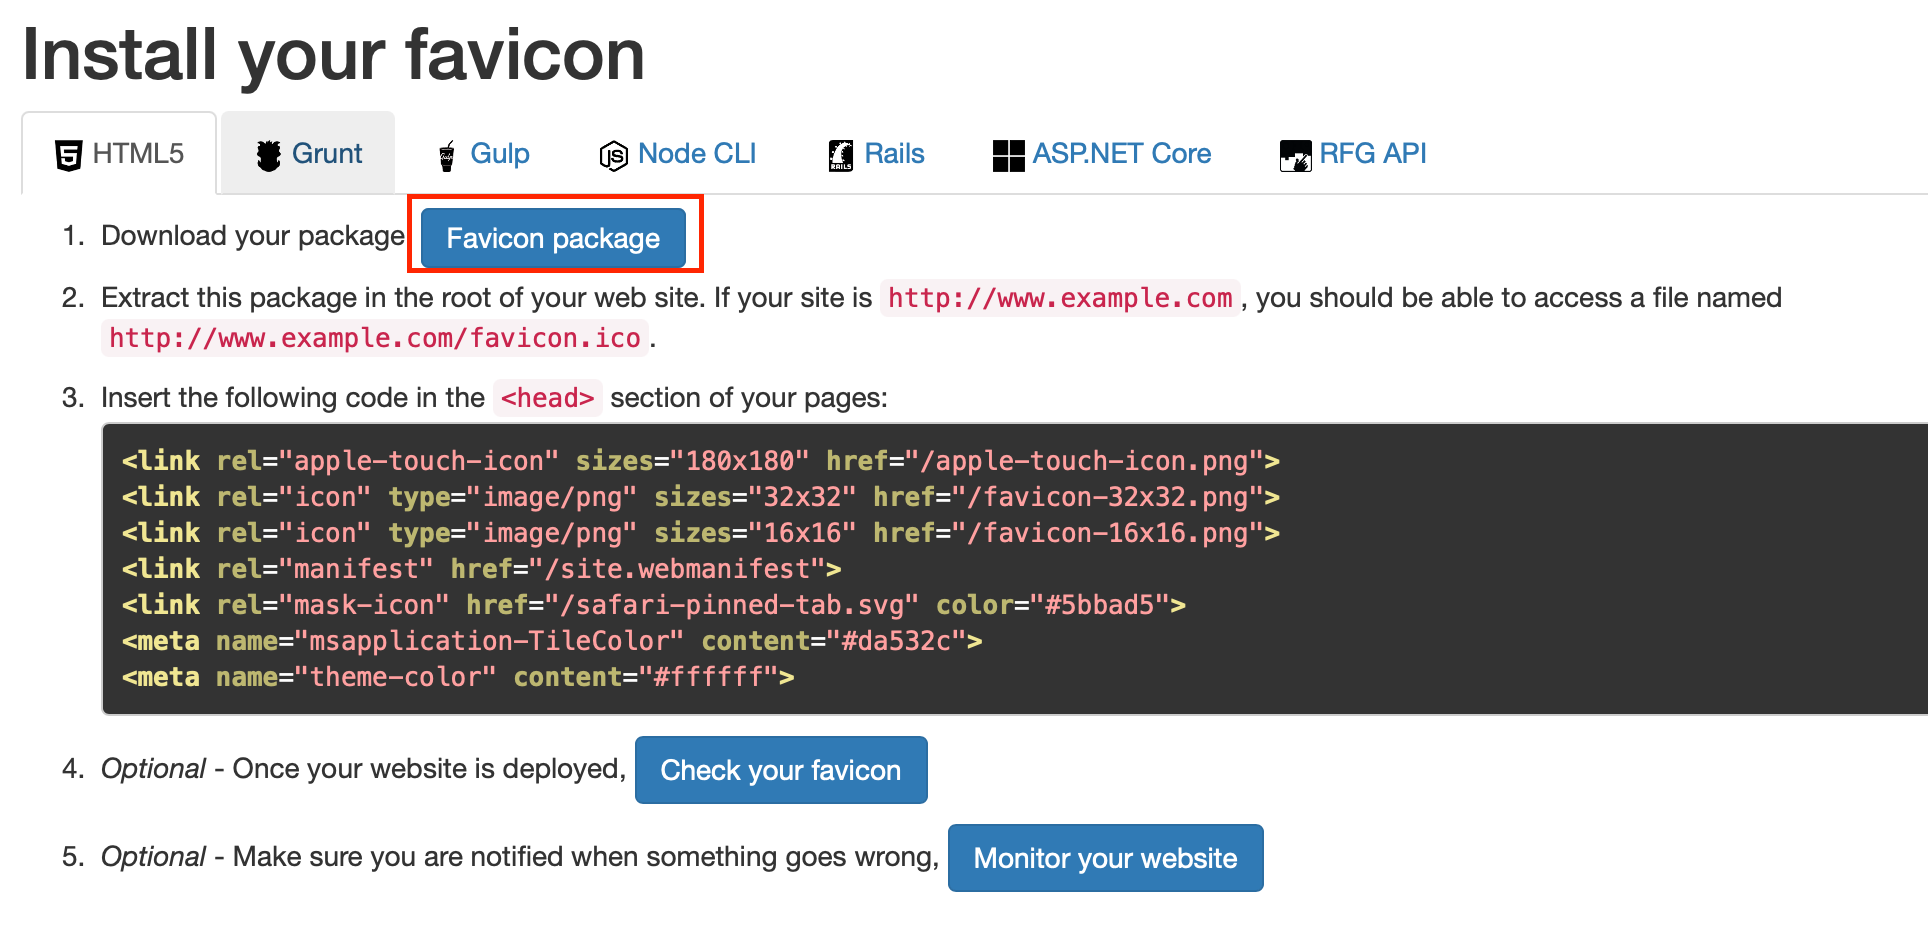 Install your favicon
HTML5 Grunt Gulp Node CLI Rails ASP.NET Core RFG API
1. Download your package Favicon package
2. Extract this package in the root of your web site. If your site is http://www.example.com, you should be able to access a file named
http://www.example.com/favicon.ico.
3. Insert the following code in the <head> section of your pages:
<link rel="apple-touch-icon" sizes="180x180" href="/apple-touch-icon.png">
<link rel="icon" type="image/png" sizes="32x32" href="/favicon-32x32.png">
<link rel="icon" type="image/png" sizes="16x16" href="/favicon-16x16.png">
<link rel="manifest" href="/site.webmanifest">
<link rel="mask-icon" href="/safari-pinned-tab.svg" color="#5bbad5">
<meta name="msapplication-TileColor" content="#da532c">
<meta name="theme-color" content="#ffffff">
4. Optional - Once your website is deployed, Check your favicon
5. Optional - Make sure you are notified when something goes wrong, Monitor your website